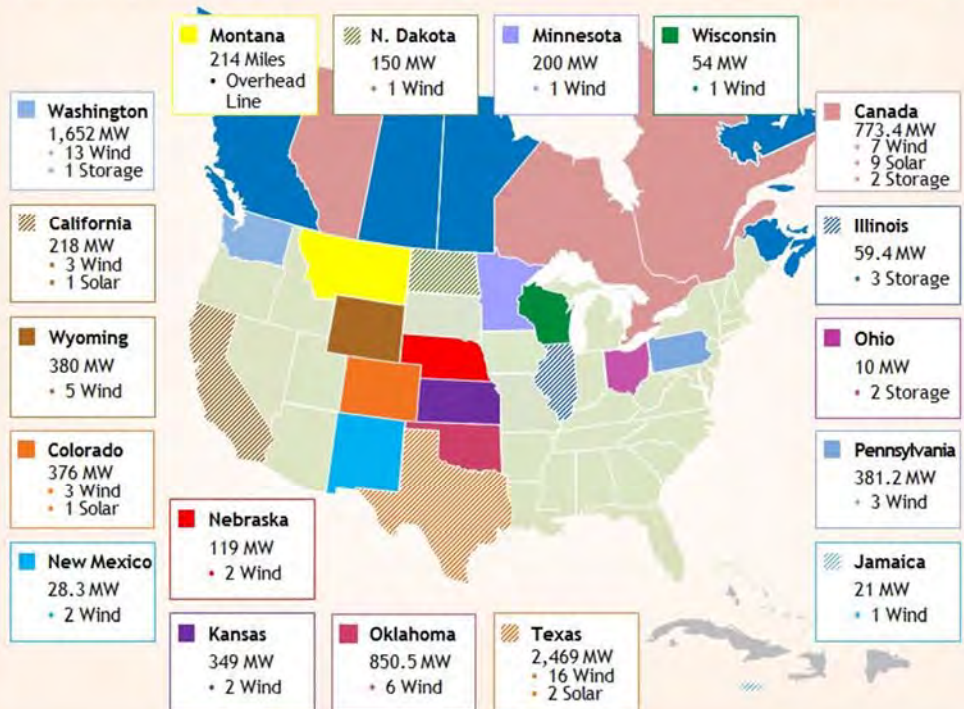 Montana
214 Miles
• Overhead
Line
N. Dakota
150 MW
• 1 Wind
Minnesota
200 MW
• 1 Wind
Wisconsin
54 MW
• 1 Wind
Washington
1,652 MW
• 13 Wind
• 1 Storage
Canada
773.4 MW
• 7 Wind
• 9 Solar
• 2 Storage
California
218 MW
• 3 Wind
• 1 Solar
Illinois
59.4 MW
• 3 Storage
Wyoming
380 MW
• 5 Wind
Ohio
10 MW
• 2 Storage
Colorado
376 MW
• 3 Wind
• 1 Solar
Pennsylvania
381.2 MW
• 3 Wind
Nebraska
119 MW
• 2 Wind
New Mexico
28.3 MW
• 2 Wind
Jamaica
21 MW
• 1 Wind
Kansas
349 MW
• 2 Wind
Oklahoma
850.5 MW
• 6 Wind
Texas
2,469 MW
• 16 Wind
• 2 Solar